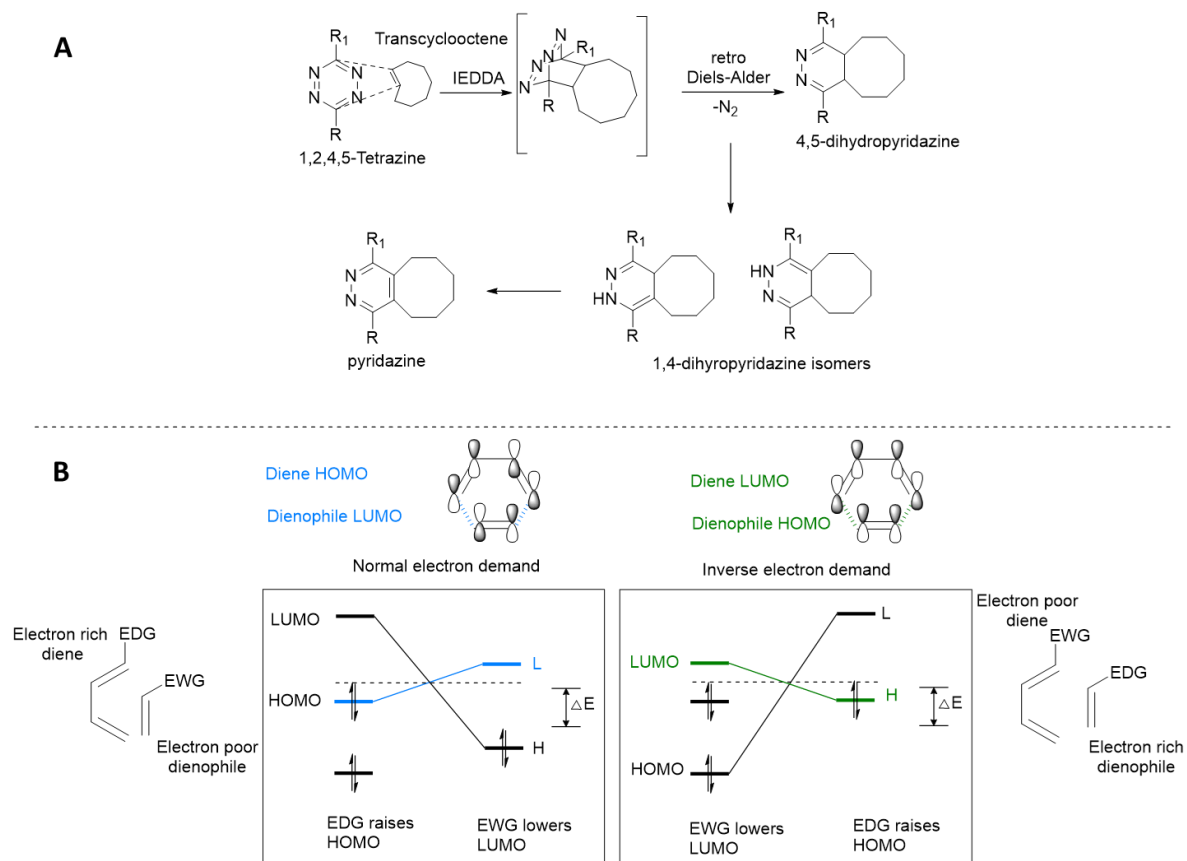 A
R1
Transcyclooctene
N N
N N
IEDDA
R
1,2,4,5-Tetrazine
N
N
N
N
R1
R
retro
Diels-Alder
-N2
R1
N
N
R
4,5-dihydropyridazine
R1
N
N
R
pyridazine
R1
N
HN
R
R1
HN
N
R
1,4-dihyropyridazine isomers
B
Diene HOMO
Dienophile LUMO
Normal electron demand
Diene LUMO
Dienophile HOMO
Inverse electron demand
Electron rich
diene
EDG
EWG
Electron poor
dienophile
LUMO
HOMO
L
H
△E
EDG raises
HOMO
EWG lowers
LUMO
LUMO
HOMO
L
H
△E
EWG lowers
LUMO
EDG raises
HOMO
Electron poor
diene
EWG
EDG
Electron rich
dienophile